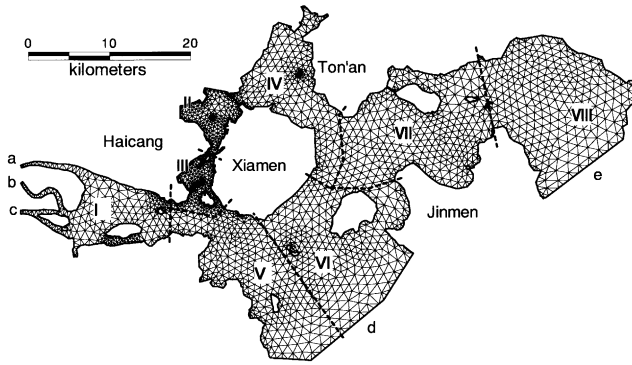 0 10 20
kilometers
Ton'an
IV
II
VII
VIII
Haicang
III
Xiamen
a
b
c
I
e
Jinmen
V
VI
d